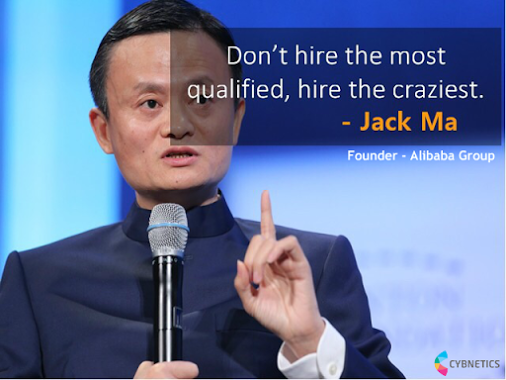 Don’t hire the most
qualified, hire the craziest.
- Jack Ma
Founder - Alibaba Group
CYBNETICS